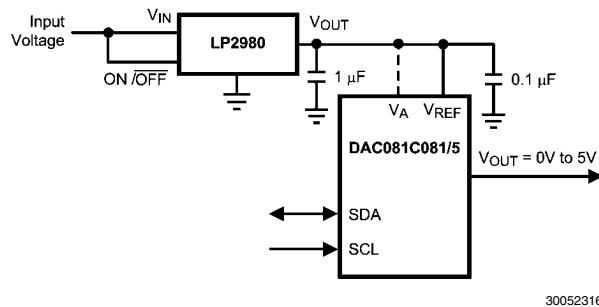 Input
Voltage
VIN
ON /OFF
LP2980
VOUT
1 μF
0.1 μF
VA
VREF
DAC081C081/5
VOUT = 0V to 5V
SDA
SCL
30052316